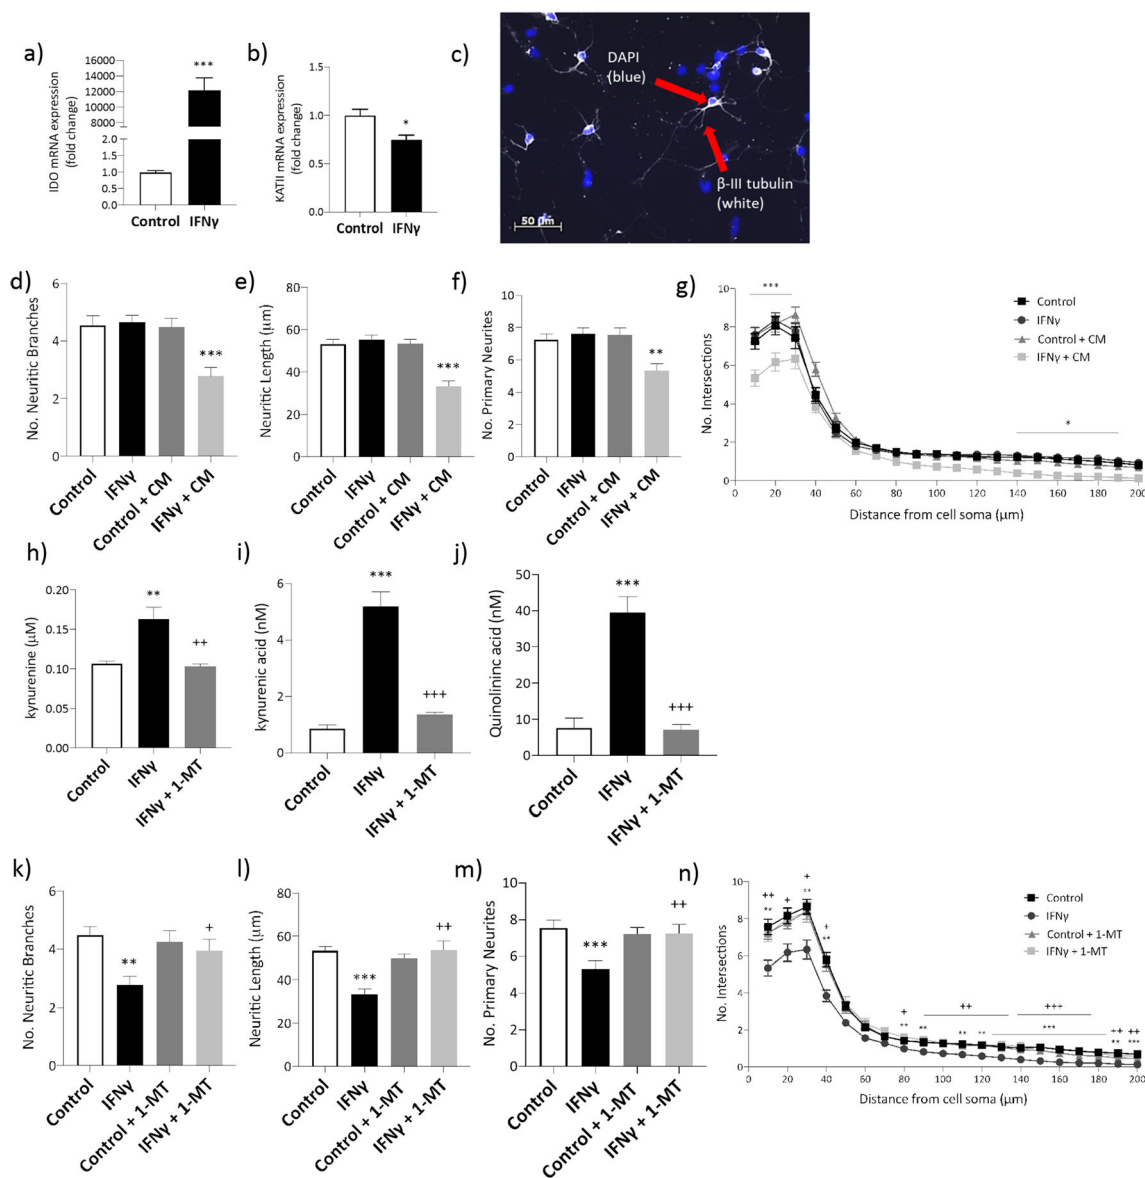 a)
IDO mRNA expression
(fold change)
16000
14000
12000
10000
8000
2.0
1.5
1.0
0.5
0.0
***
Control IFNγ
b)
KATII mRNA expression
(fold change)
1.5
1.0
0.5
0.0
*
Control IFNγ
c)
DAPI
(blue)
β-III tubulin
(white)
50 μm
d)
No. Neuritic Branches
6
4
2
0
***
Control
IFNγ
Control + CM
IFNγ + CM
e)
Neuritic Length (μm)
80
60
40
20
0
***
Control
IFNγ
Control + CM
IFNγ + CM
f)
No. Primary Neurites
10
8
6
4
2
0
**
Control
IFNγ
Control + CM
IFNγ + CM
g)
No. Intersections
10
8
6
4
2
0
***
*
Control
IFNγ
Control + CM
IFNγ + CM
0 20 40 60 80 100 120 140 160 180 200
Distance from cell soma (μm)
h)
kynurenine (μM)
0.20
0.15
0.10
0.05
0.00
**
++
Control
IFNγ
IFNγ + 1-MT
i)
kynurenic acid (nM)
6
4
2
0
***
+++
Control
IFNγ
IFNγ + 1-MT
j)
Quinolininc acid (nM)
50
40
30
20
10
0
***
+++
Control
IFNγ
IFNγ + 1-MT
k)
No. Neuritic Branches
6
4
2
0
**
+
Control
IFNγ
Control + 1-MT
IFNγ + 1-MT
l)
Neuritic Length (μm)
80
60
40
20
0
***
++
Control
IFNγ
Control + 1-MT
IFNγ + 1-MT
m)
No. Primary Neurites
10
8
6
4
2
0
***
++
Control
IFNγ
Control + 1-MT
IFNγ + 1-MT
n)
No. Intersections
10
8
6
4
2
0
++ + +
** **
+
**
+ ++ +++ ++ ++
** ** ** ** *** ** ***
Control
IFNγ
Control + 1-MT
IFNγ + 1-MT
0 20 40 60 80 100 120 140 160 180 200
Distance from cell soma (μm)